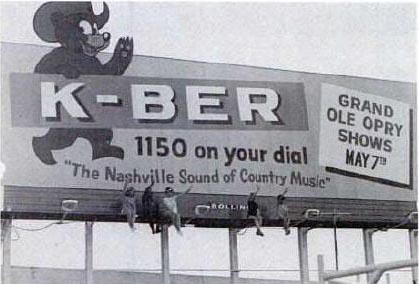 K-BER
1150 on your dial
"The Nashville Sound of Country Music"
GRAND
OLE OPRY
SHOWS
MAY 7TH